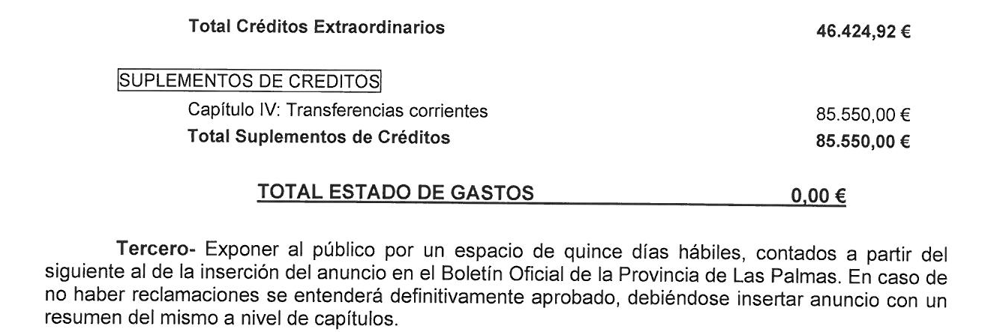 Total Créditos Extraordinarios 46.424,92 €
SUPLEMENTOS DE CREDITOS
Capítulo IV: Transferencias corrientes 85.550,00 €
Total Suplementos de Créditos 85.550,00 €
TOTAL ESTADO DE GASTOS 0,00 €
Tercero- Exponer al público por un espacio de quince días hábiles, contados a partir del
siguiente al de la inserción del anuncio en el Boletín Oficial de la Provincia de Las Palmas. En caso de
no haber reclamaciones se entenderá definitivamente aprobado, debiéndose insertar anuncio con un
resumen del mismo a nivel de capítulos.